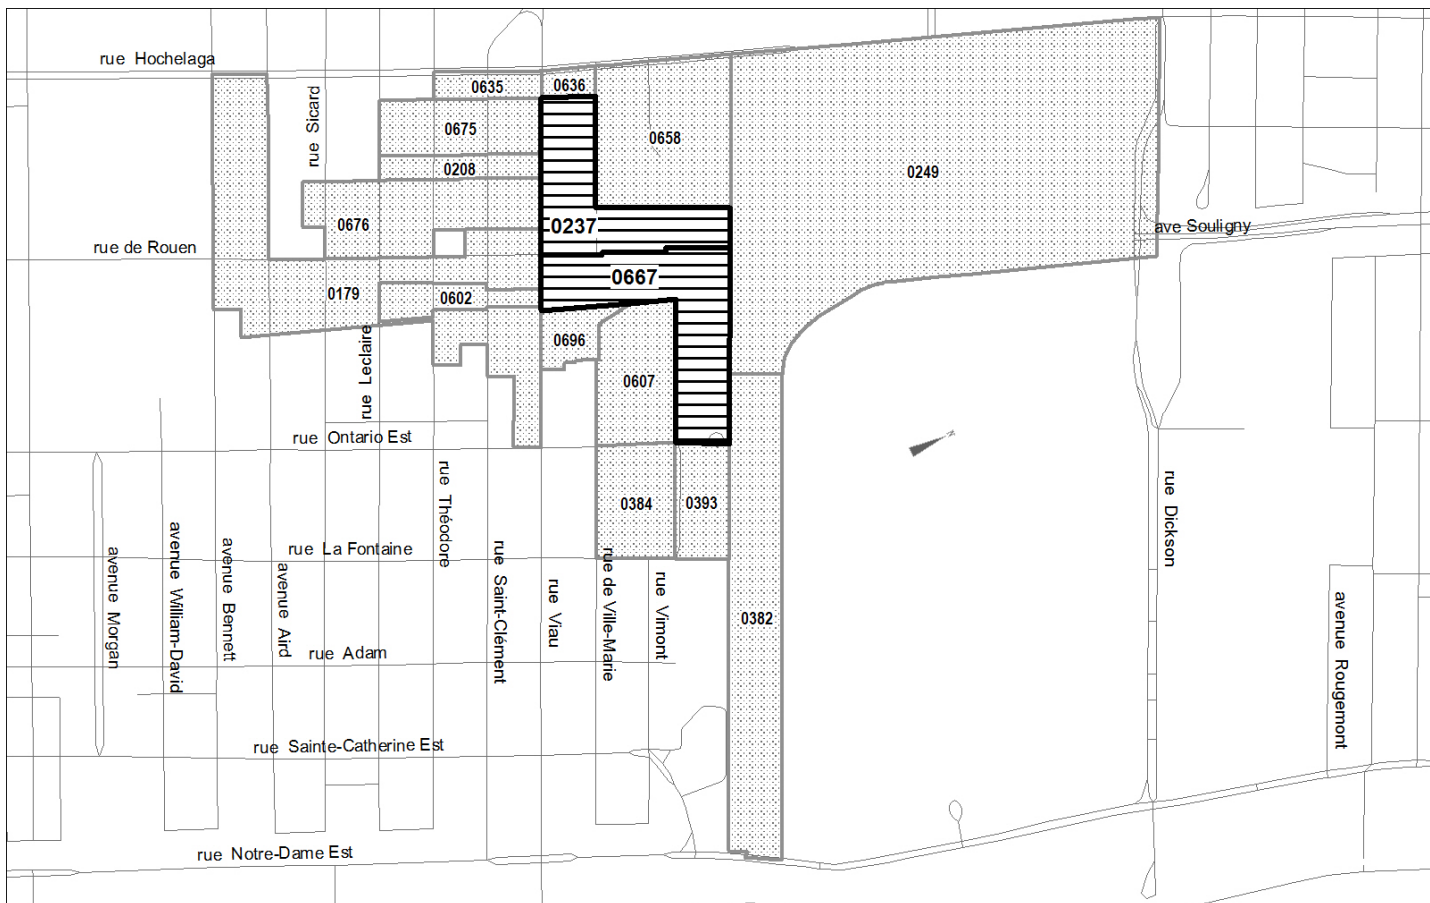 rue Hochelaga
0635
0636
rue Sicard
0675
0658
0208
0249
0676
0237
ave Souligny
rue de Rouen
0667
0179
0602
0696
rue Leclaire
0607
rue Ontario Est
rue Théodore
rue Dickson
0384
0393
rue La Fontaine
avenue Morgan
avenue William-David
avenue Bennett
avenue Aird
rue Saint-Clément
rue Viau
rue de Ville-Marie
rue Vimont
0382
avenue Rougemont
rue Adam
rue Sainte-Catherine Est
rue Notre-Dame Est